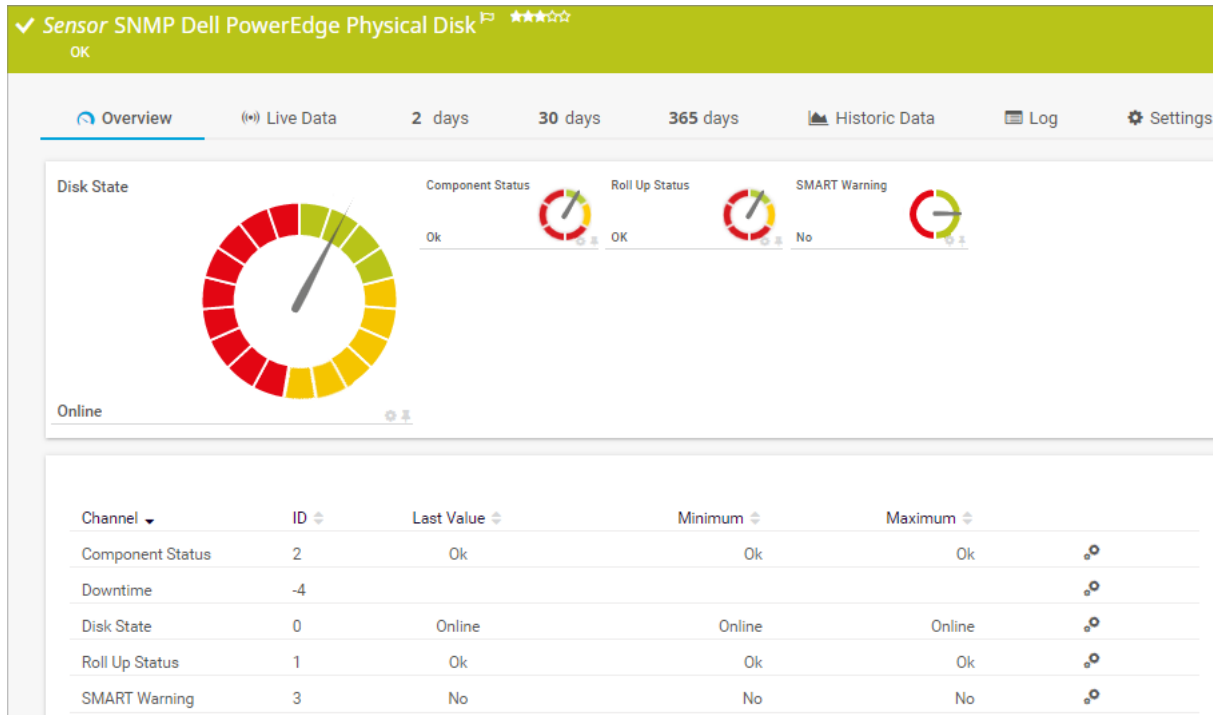 Sensor SNMP Dell PowerEdge Physical Disk
OK
Overview Live Data 2 days 30 days 365 days Historic Data Log Settings
Disk State
Online
Component Status
Ok
Roll Up Status
OK
SMART Warning
No
Channel ID Last Value Minimum Maximum
Component Status 2 Ok Ok Ok
Downtime -4
Disk State 0 Online Online Online
Roll Up Status 1 Ok Ok Ok
SMART Warning 3 No No No